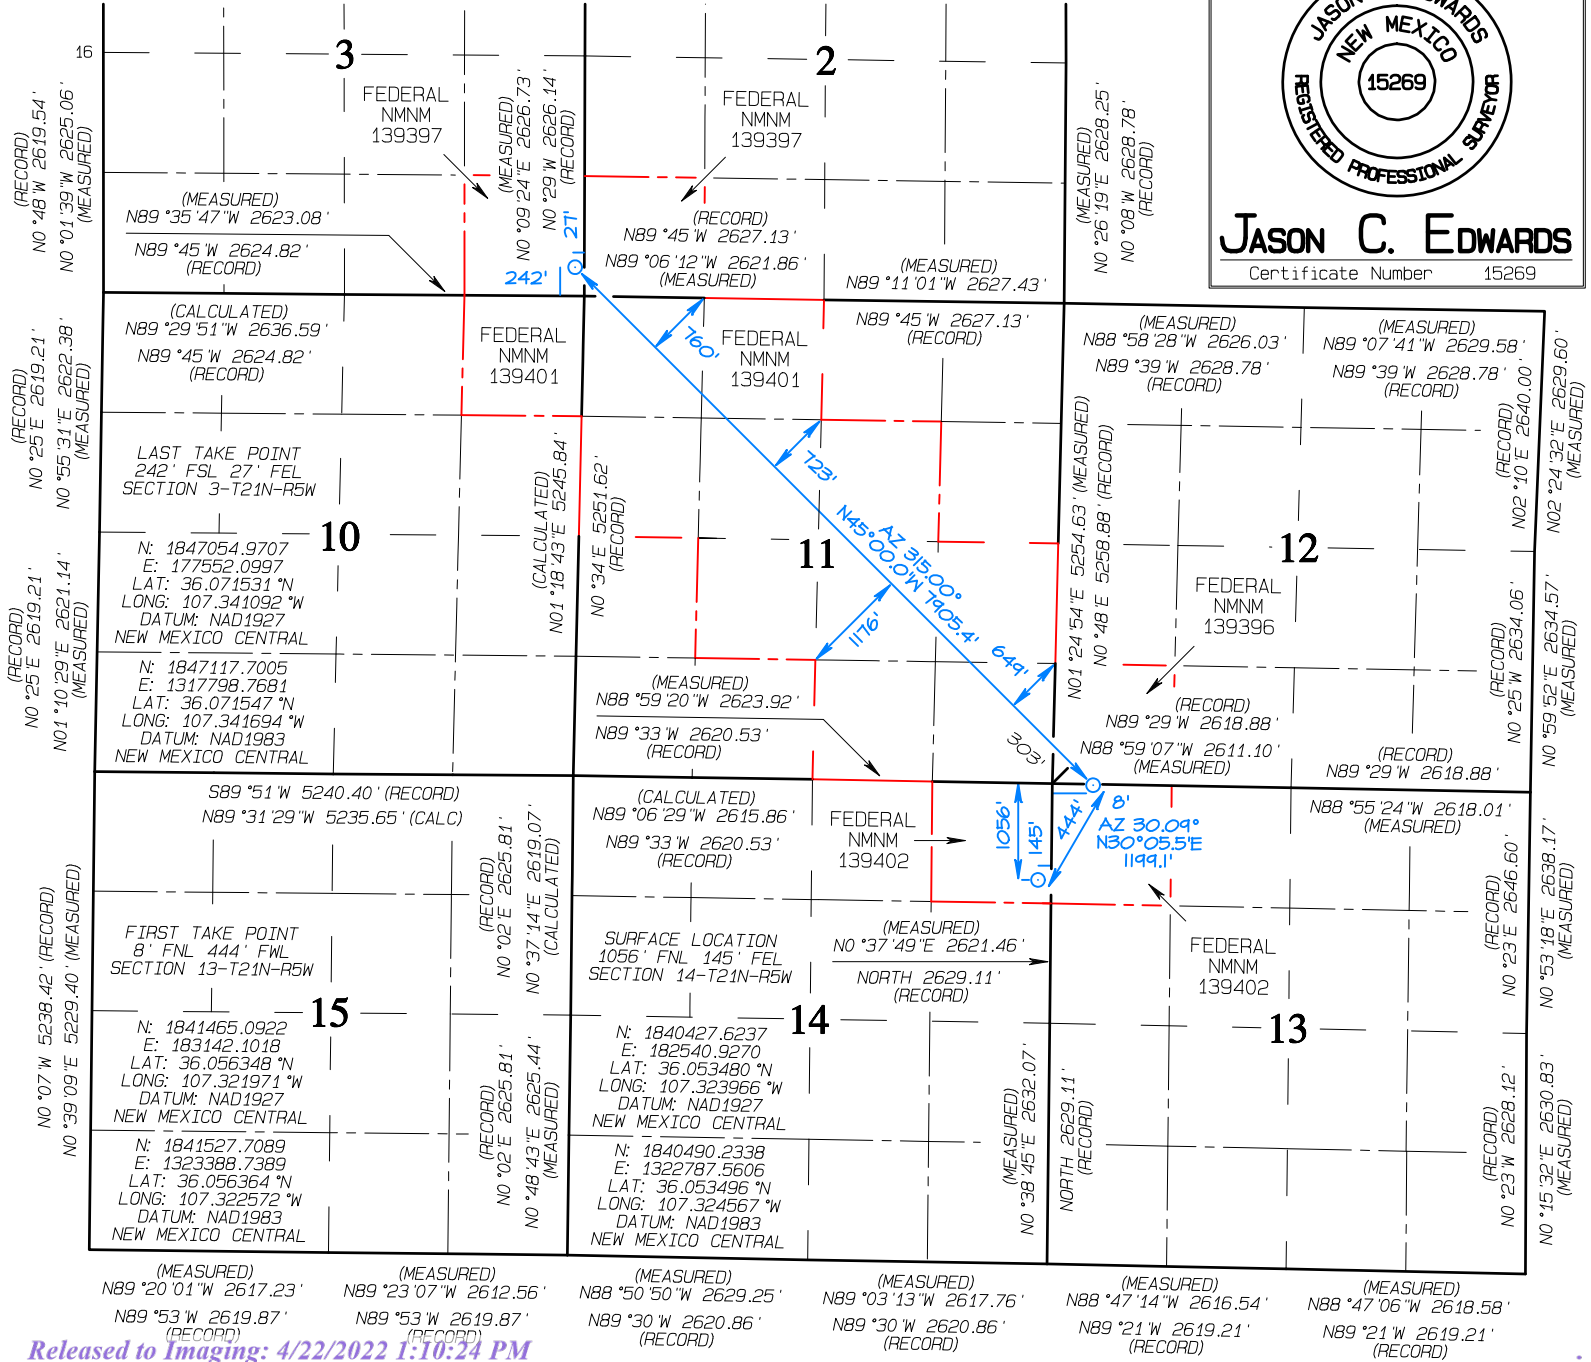 JASON C. EDWARDS
NEW MEXICO
15269
REGISTERED PROFESSIONAL SURVEYOR
JASON C. EDWARDS
Certificate Number 15269
16
3
2
FEDERAL
NMNM
139397
FEDERAL
NMNM
139397
(RECORD)
N0°48'W 2619.54'
N0°01'39"W 2625.06'
(MEASURED)
(MEASURED)
N0°09'24"E 2626.73'
N0°29'W 2626.14'
(RECORD)
(MEASURED)
N0°26'19"E 2628.25'
N0°08'W 2628.78'
(RECORD)
(MEASURED)
N89°35'47"W 2623.08'
N89°45'W 2624.82'
(RECORD)
27'
242'
(RECORD)
N89°45'W 2627.13'
N89°06'12"W 2621.86'
(MEASURED)
(MEASURED)
N89°11'01"W 2627.43'
(CALCULATED)
N89°29'51"W 2636.59'
N89°45'W 2624.82'
(RECORD)
FEDERAL
NMNM
139401
760'
FEDERAL
NMNM
139401
N89°45'W 2627.13'
(RECORD)
(MEASURED)
N88°58'28"W 2626.03'
N89°39'W 2628.78'
(RECORD)
(MEASURED)
N89°07'41"W 2629.58'
N89°39'W 2628.78'
(RECORD)
(RECORD)
N0°25'E 2619.21'
N0°55'31"E 2622.38'
(MEASURED)
(RECORD)
N02°10'E 2640.00'
N02°24'32"E 2629.60'
(MEASURED)
LAST TAKE POINT
242' FSL 27' FEL
SECTION 3-T21N-R5W
10
N: 1847054.9707
E: 177552.0997
LAT: 36.071531°N
LONG: 107.341092°W
DATUM: NAD1927
NEW MEXICO CENTRAL
N: 1847117.7005
E: 1317798.7681
LAT: 36.071547°N
LONG: 107.341694°W
DATUM: NAD1983
NEW MEXICO CENTRAL
(RECORD)
N0°25'E 2619.21'
N01°10'29"E 2621.14'
(MEASURED)
(CALCULATED)
N01°18'43"E 5245.84'
N0°34'E 5251.62'
(RECORD)
723'
AZ 315.00°
N45°00.0'W 7905.4'
11
1176'
649'
N01°24'54"E 5254.63' (MEASURED)
N0°48'E 5258.88' (RECORD)
12
FEDERAL
NMNM
139396
(RECORD)
N0°25'W 2634.06'
N0°59'52"E 2634.57'
(MEASURED)
(MEASURED)
N88°59'20"W 2623.92'
N89°33'W 2620.53'
(RECORD)
303'
(RECORD)
N89°29'W 2618.88'
N88°59'07"W 2611.10'
(MEASURED)
(RECORD)
N89°29'W 2618.88'
S89°51'W 5240.40' (RECORD)
N89°31'29"W 5235.65' (CALC)
(CALCULATED)
N89°06'29"W 2615.86'
N89°33'W 2620.53'
(RECORD)
FEDERAL
NMNM
139402
1056'
145'
444'
8'
AZ 30.09°
N30°05.5'E
1199.1'
N88°55'24"W 2618.01'
(MEASURED)
N0°07'W 5238.42' (RECORD)
N0°39'09"E 5229.40' (MEASURED)
(RECORD)
N0°02'E 2625.81'
N0°37'14"E 2619.07'
(CALCULATED)
FIRST TAKE POINT
8' FNL 444' FWL
SECTION 13-T21N-R5W
15
N: 1841465.0922
E: 183142.1018
LAT: 36.056348°N
LONG: 107.321971°W
DATUM: NAD1927
NEW MEXICO CENTRAL
N: 1841527.7089
E: 1323388.7389
LAT: 36.056364°N
LONG: 107.322572°W
DATUM: NAD1983
NEW MEXICO CENTRAL
(RECORD)
N0°02'E 2625.81'
N0°48'43"E 2625.44'
(MEASURED)
SURFACE LOCATION
1056' FNL 145' FEL
SECTION 14-T21N-R5W
14
N: 1840427.6237
E: 182540.9270
LAT: 36.053480°N
LONG: 107.323966°W
DATUM: NAD1927
NEW MEXICO CENTRAL
N: 1840490.2338
E: 1322787.5606
LAT: 36.053496°N
LONG: 107.324567°W
DATUM: NAD1983
NEW MEXICO CENTRAL
(MEASURED)
N0°37'49"E 2621.46'
NORTH 2629.11'
(RECORD)
(MEASURED)
N0°38'45"E 2632.07'
NORTH 2629.11'
(RECORD)
FEDERAL
NMNM
139402
13
(RECORD)
N0°23'E 2646.60'
N0°53'18"E 2638.17'
(MEASURED)
(RECORD)
N0°23'W 2628.12'
N0°15'32"E 2630.83'
(MEASURED)
(MEASURED)
N89°20'01"W 2617.23'
N89°53'W 2619.87'
(RECORD)
(MEASURED)
N89°23'07"W 2612.56'
N89°53'W 2619.87'
(RECORD)
(MEASURED)
N88°50'50"W 2629.25'
N89°30'W 2620.86'
(RECORD)
(MEASURED)
N89°03'13"W 2617.76'
N89°30'W 2620.86'
(RECORD)
(MEASURED)
N88°47'14"W 2616.54'
N89°21'W 2619.21'
(RECORD)
(MEASURED)
N88°47'06"W 2618.58'
N89°21'W 2619.21'
(RECORD)
Released to Imaging: 4/22/2022 1:10:24 PM